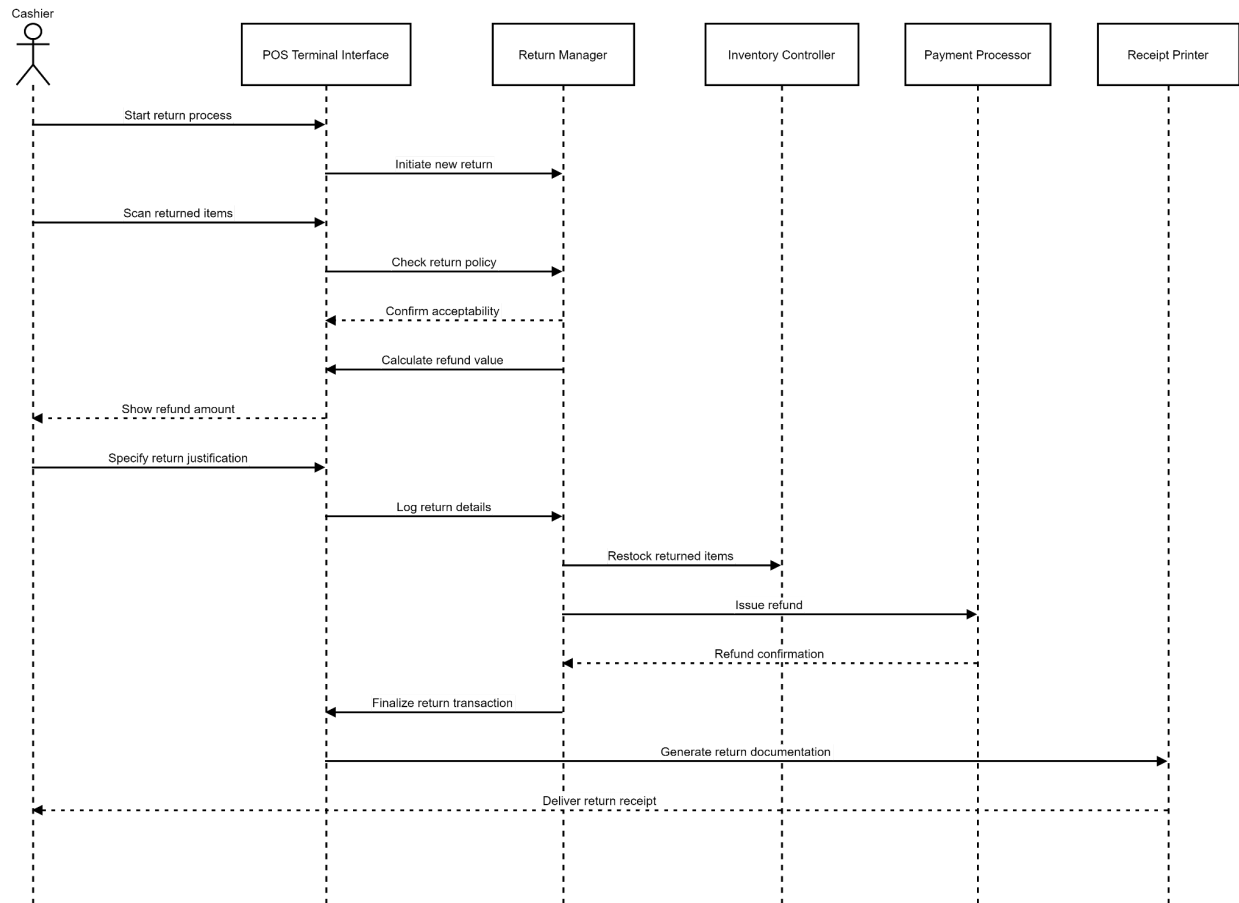 Cashier
POS Terminal Interface
Return Manager
Inventory Controller
Payment Processor
Receipt Printer
Start return process
Initiate new return
Scan returned items
Check return policy
Confirm acceptability
Calculate refund value
Show refund amount
Specify return justification
Log return details
Restock returned items
Issue refund
Refund confirmation
Finalize return transaction
Generate return documentation
Deliver return receipt